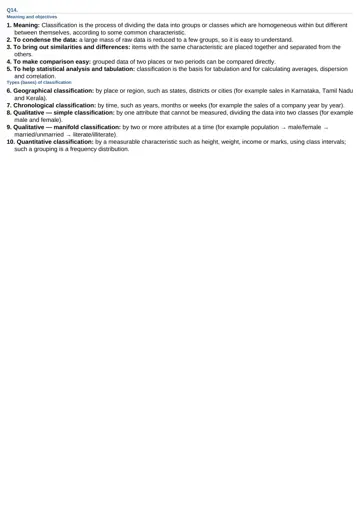 Q14.
Meaning and objectives
1. Meaning: Classification is the process of dividing the data into groups or classes which are homogeneous within but different
between themselves, according to some common characteristic.
2. To condense the data: a large mass of raw data is reduced to a few groups, so it is easy to understand.
3. To bring out similarities and differences: items with the same characteristic are placed together and separated from the
others.
4. To make comparison easy: grouped data of two places or two periods can be compared directly.
5. To help statistical analysis and tabulation: classification is the basis for tabulation and for calculating averages, dispersion
and correlation.
Types (bases) of classification
6. Geographical classification: by place or region, such as states, districts or cities (for example sales in Karnataka, Tamil Nadu
and Kerala).
7. Chronological classification: by time, such as years, months or weeks (for example the sales of a company year by year).
8. Qualitative — simple classification: by one attribute that cannot be measured, dividing the data into two classes (for example
male and female).
9. Qualitative — manifold classification: by two or more attributes at a time (for example population → male/female →
married/unmarried → literate/illiterate).
10. Quantitative classification: by a measurable characteristic such as height, weight, income or marks, using class intervals;
such a grouping is a frequency distribution.